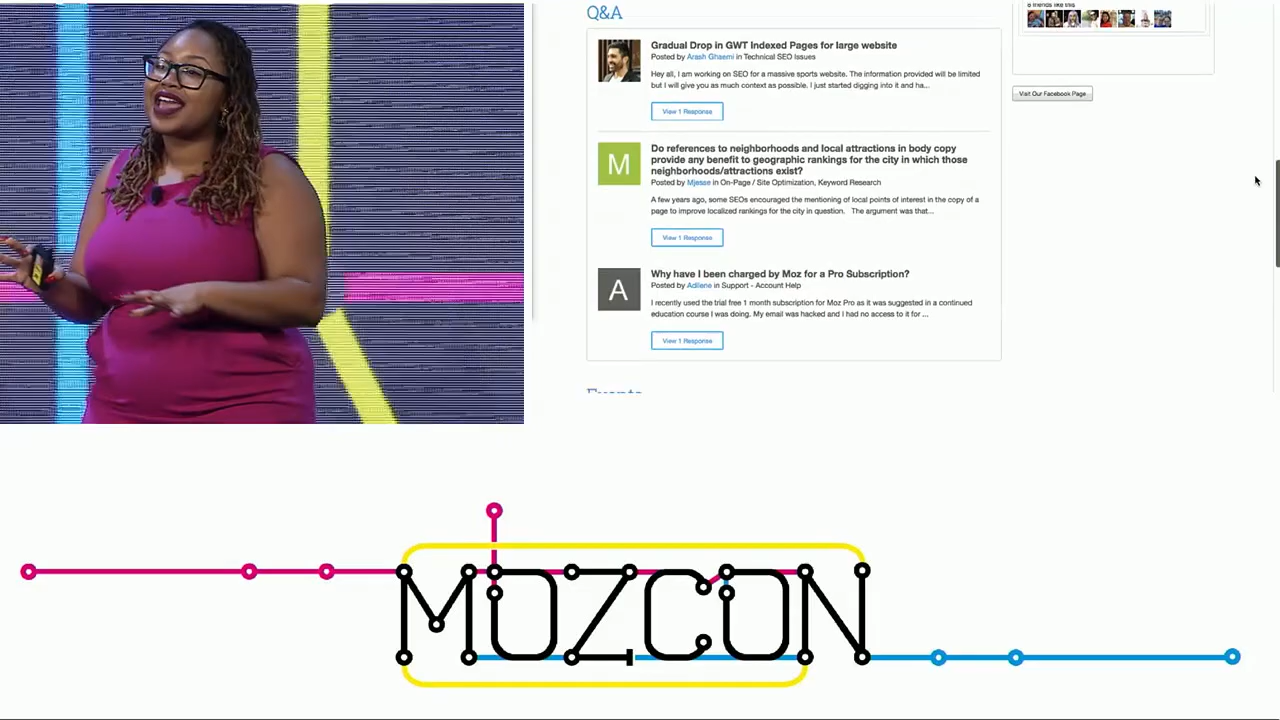 Q&A
Gradual Drop in GWT Indexed Pages for large website
Posted by Arash Ghaemi in Technical SEO Issues
Hey all, I am working on SEO for a massive sports website. The information provided will be limited
but I will give you as much context as possible. I just started digging into it and ha...
View 1 Response
M
Do references to neighborhoods and local attractions in body copy
provide any benefit to geographic rankings for the city in which those
neighborhoods/attractions exist?
Posted by Mjesse in On-Page / Site Optimization, Keyword Research
A few years ago, some SEOs encouraged the mentioning of local points of interest in the copy of a
page to improve localized rankings for the city in question. The argument was that...
View 1 Response
A
Why have I been charged by Moz for a Pro Subscription?
Posted by Adilene in Support - Account Help
I recently used the trial free 1 month subscription for Moz Pro as it was suggested in a continued
education course I was doing. My email was hacked and I had no access to it for ...
View 1 Response
Events
8 friends like this
Visit Our Facebook Page
MOZCON